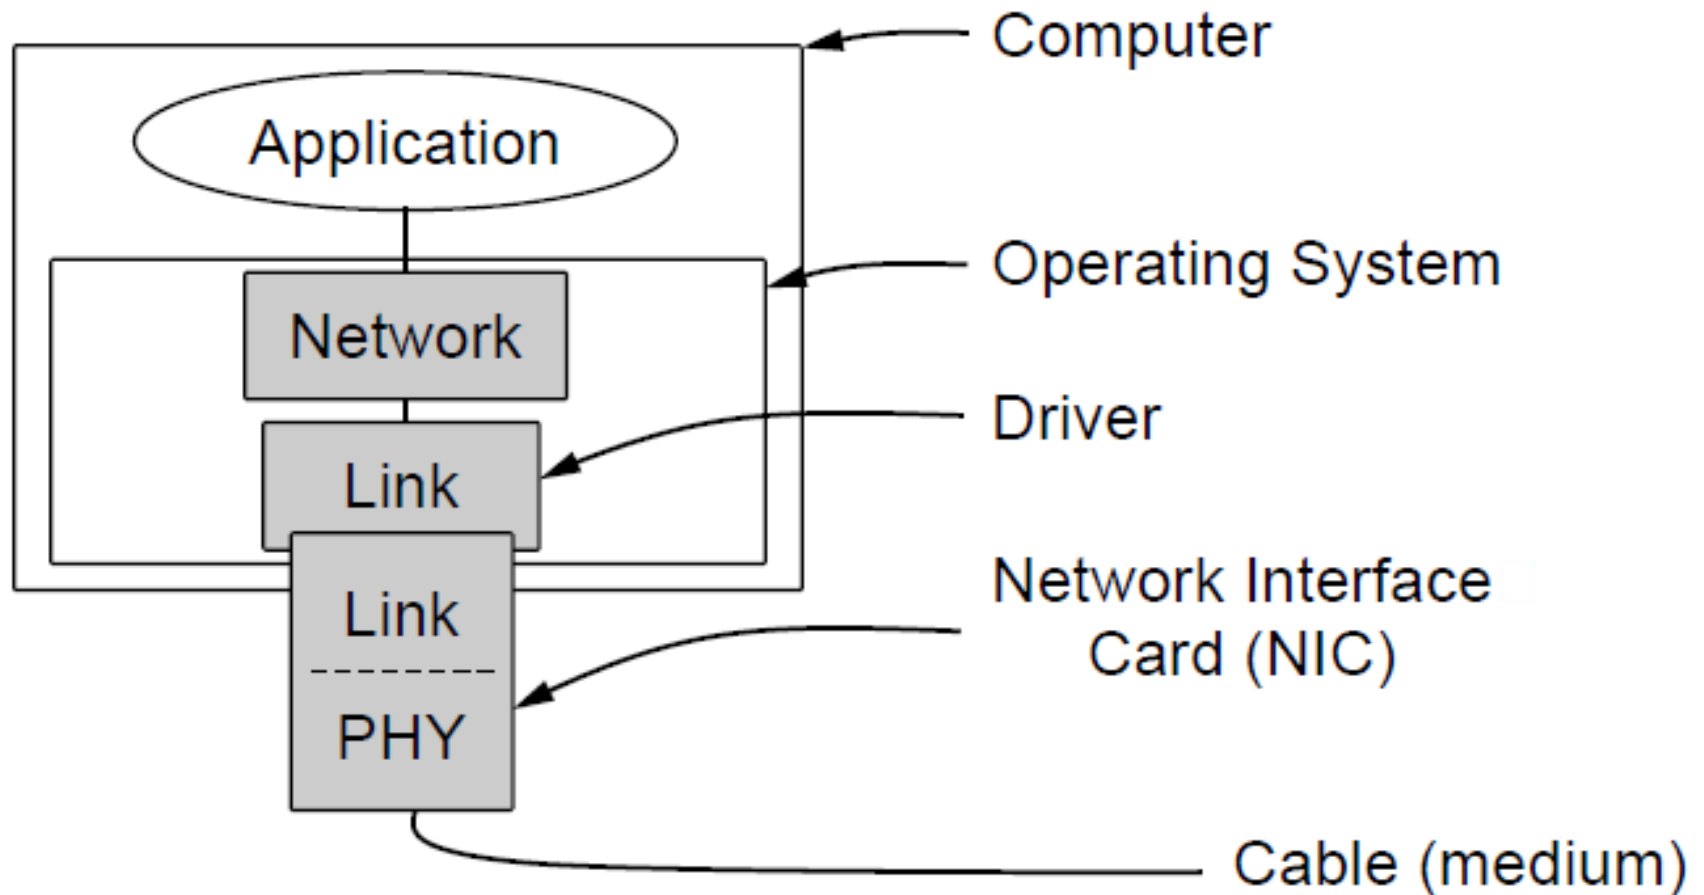 Computer
Application
Operating System
Network
Driver
Link
Network Interface
Card (NIC)
Link
PHY
Cable (medium)